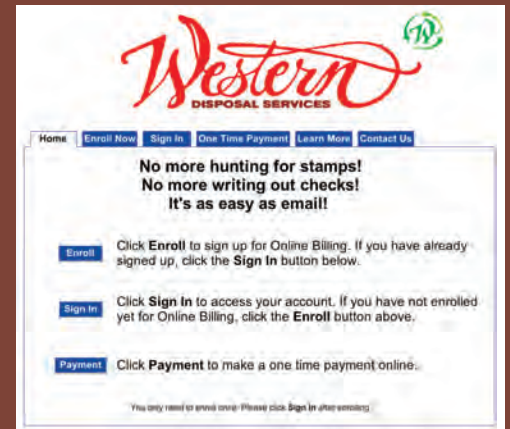 Western
DISPOSAL SERVICES
W
Home Enroll Now Sign In One Time Payment Learn More Contact Us
No more hunting for stamps!
No more writing out checks!
It's as easy as email!
Enroll
Click Enroll to sign up for Online Billing. If you have already
signed up, click the Sign In button below.
Sign In
Click Sign In to access your account. If you have not enrolled
yet for Online Billing, click the Enroll button above.
Payment
Click Payment to make a one time payment online.
You only need to enroll once. Please click Sign In after enrolling.